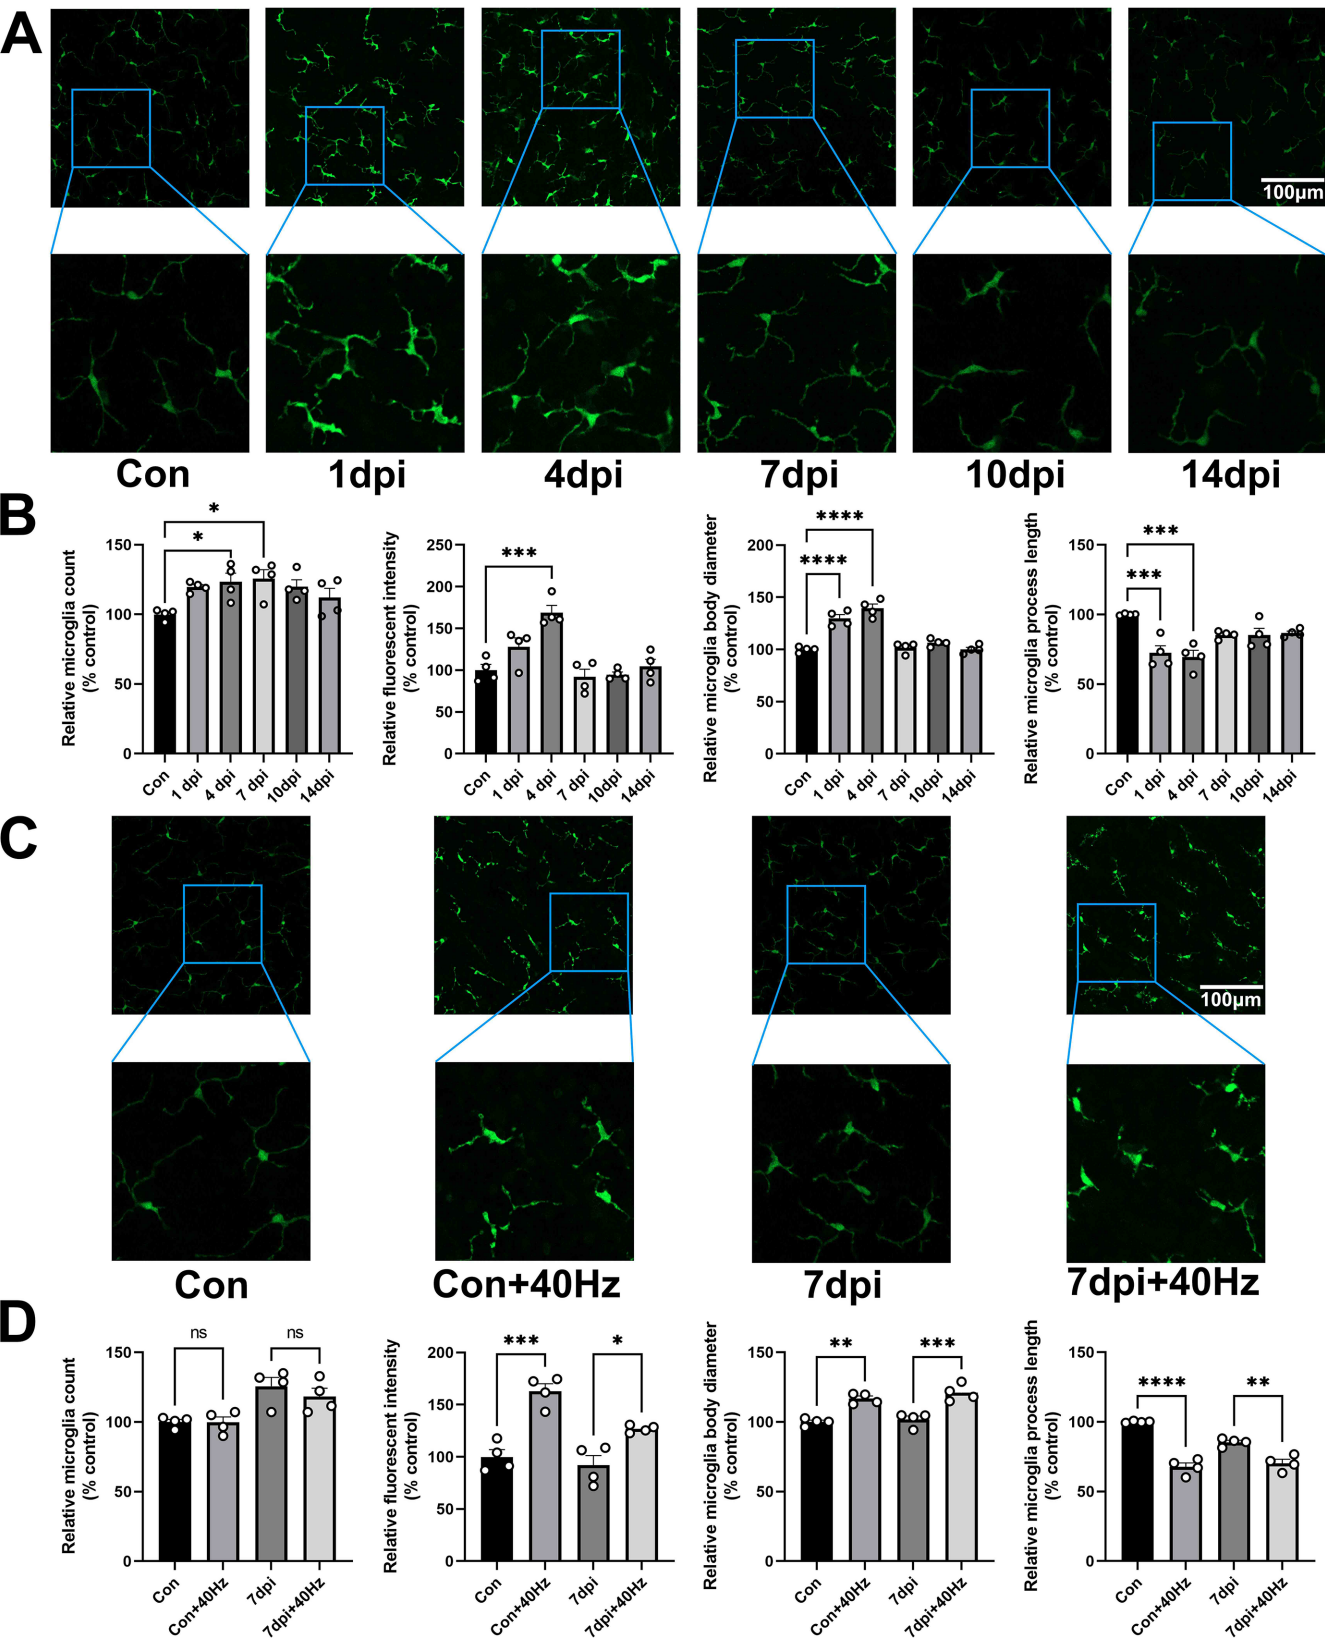 A
100μm
Con
1dpi
4dpi
7dpi
10dpi
14dpi
B
Relative microglia count
(% control)
150
100
50
0
*
*
Con
1 dpi
4 dpi
7 dpi
10dpi
14dpi
Relative fluorescent intensity
(% control)
250
200
150
100
50
0
***
Con
1 dpi
4 dpi
7 dpi
10dpi
14dpi
Relative microglia body diameter
(% control)
200
150
100
50
0
****
****
Con
1 dpi
4 dpi
7 dpi
10dpi
14dpi
Relative microglia process length
(% control)
150
100
50
0
***
***
Con
1 dpi
4 dpi
7 dpi
10dpi
14dpi
C
100μm
Con
Con+40Hz
7dpi
7dpi+40Hz
D
Relative microglia count
(% control)
150
100
50
0
ns
ns
Con
Con+40Hz
7dpi
7dpi+40Hz
Relative fluorescent intensity
(% control)
200
150
100
50
0
***
*
Con
Con+40Hz
7dpi
7dpi+40Hz
Relative microglia body diameter
(% control)
150
100
50
0
**
***
Con
Con+40Hz
7dpi
7dpi+40Hz
Relative microglia process length
(% control)
150
100
50
0
****
**
Con
Con+40Hz
7dpi
7dpi+40Hz